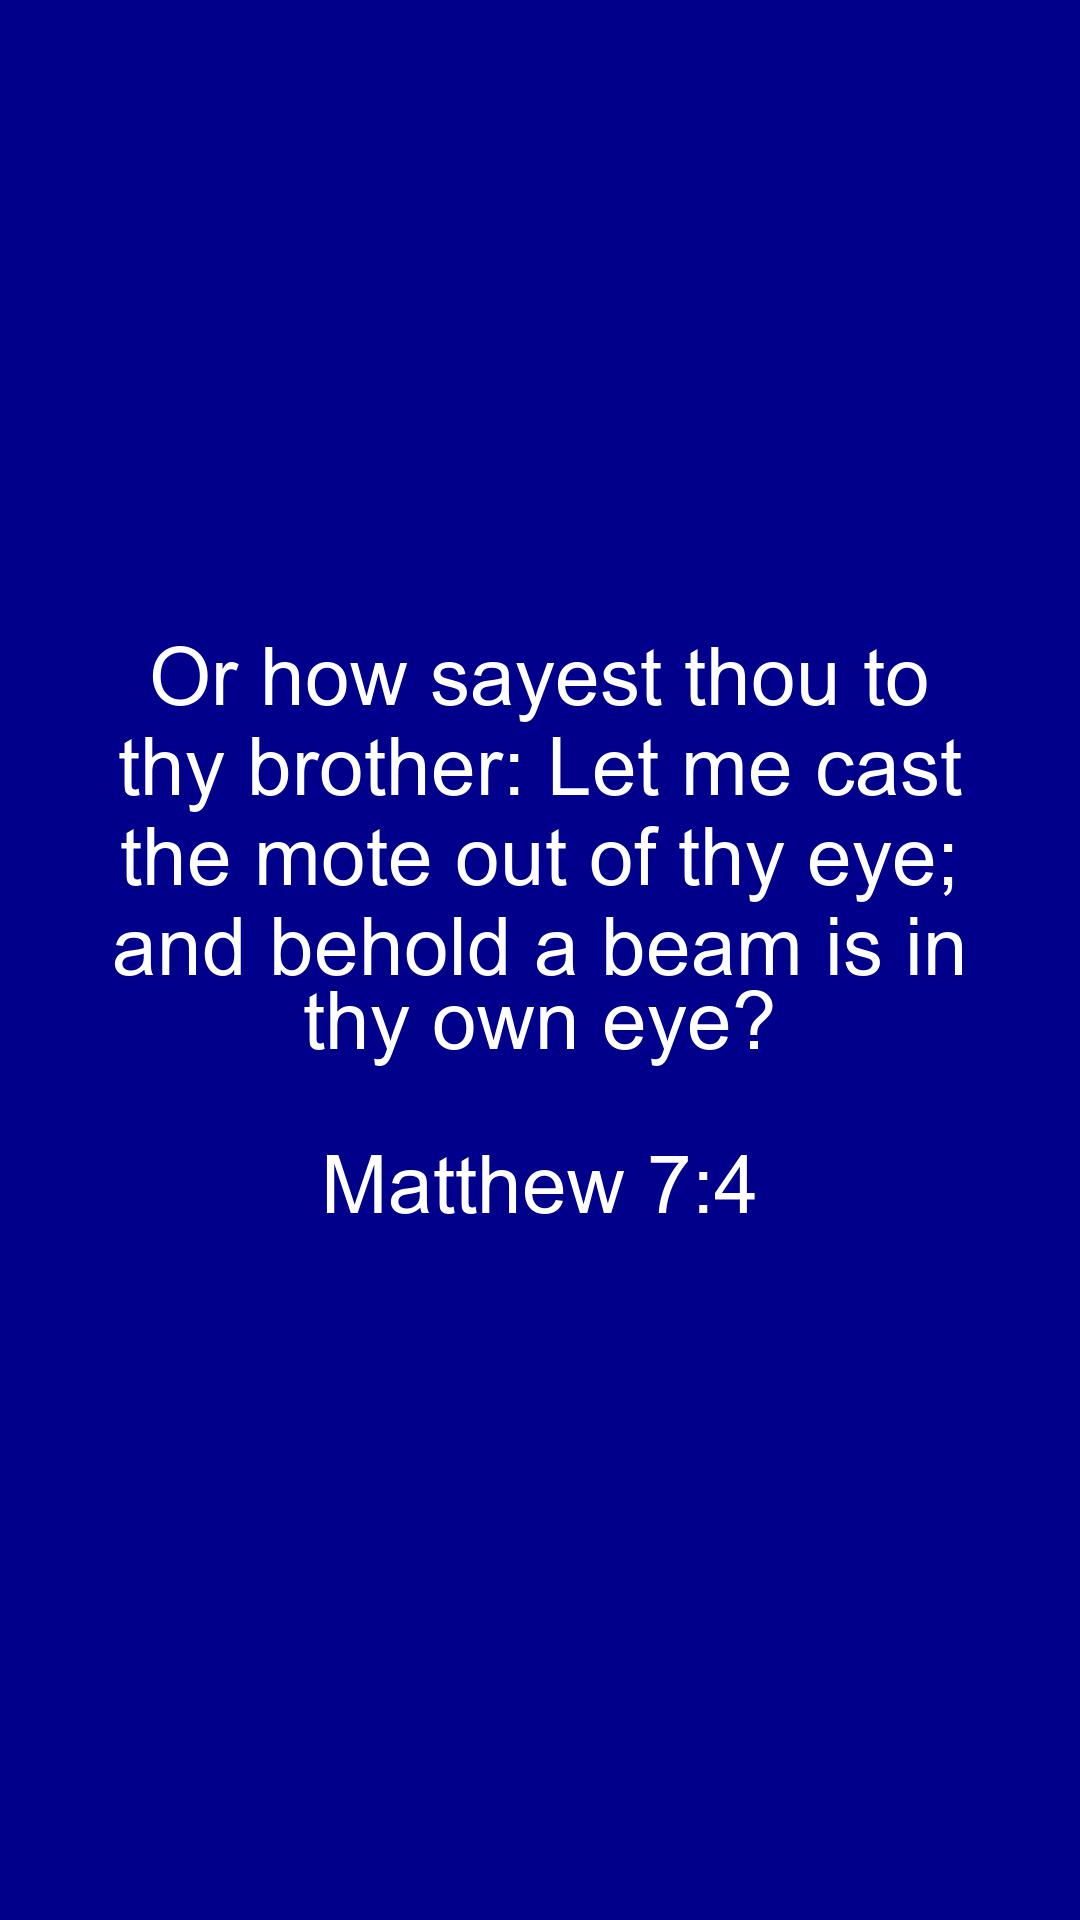 Or how sayest thou to
thy brother: Let me cast
the mote out of thy eye;
and behold a beam is in
thy own eye?
Matthew 7:4